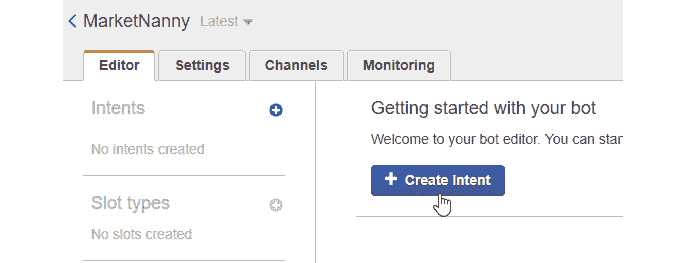 MarketNanny Latest
Editor Settings Channels Monitoring
Intents
No intents created
Slot types
No slots created
Getting started with your bot
Welcome to your bot editor. You can star
Create Intent